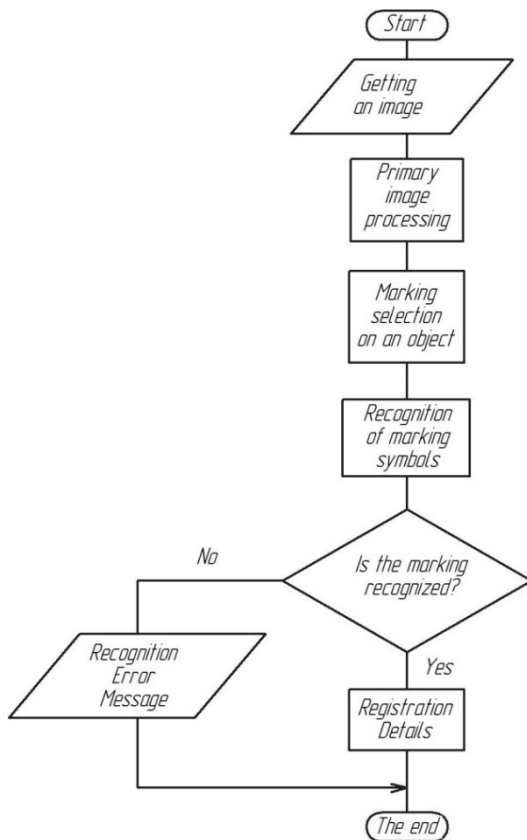 Start
Getting
an image
Primary
image
processing
Marking
selection
on an object
Recognition
of marking
symbols
Is the marking
recognized?
No
Yes
Recognition
Error
Message
Registration
Details
The end